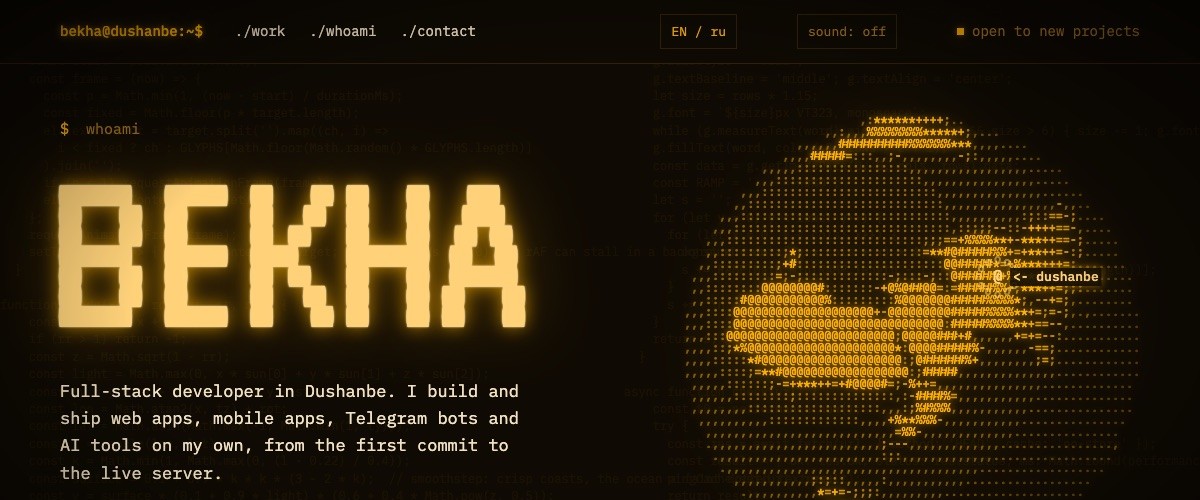 bekha@dushanbe:~$ ./work ./whoami ./contact EN / ru sound: off open to new projects
$ whoami
BEKHA
<- dushanbe
Full-stack developer in Dushanbe. I build and
ship web apps, mobile apps, Telegram bots and
AI tools on my own, from the first commit to
the live server.